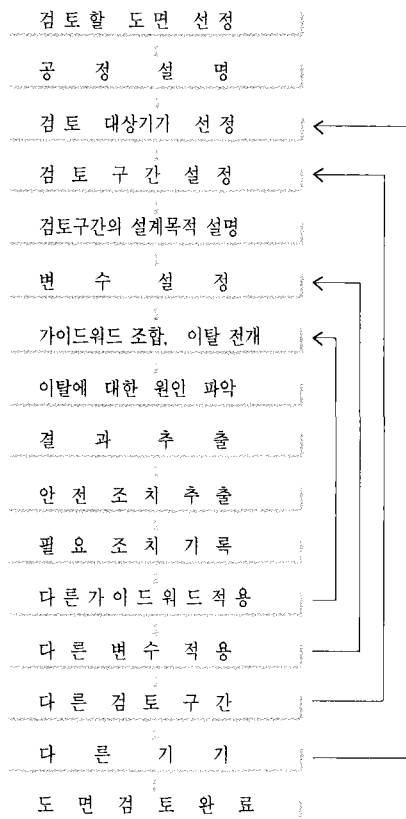 검토할 도면 선정
공정설명
검토 대상기기 선정
검토구간설정
검토구간의 설계목적 설명
변수설정
가이드워드 조합, 이탈 전개
이탈에 대한 원인 파악
결과추출
안전조치추출
필요조치기록
다른가이드워드적용
다른변수적용
다른검토구간
다른기기
도면검토완료